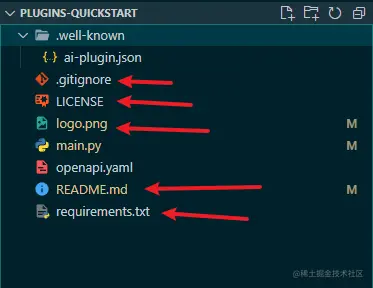 PLUGINS-QUICKSTART
.well-known
ai-plugin.json
.gitignore
LICENSE
logo.png M
main.py M
openapi.yaml
README.md M
requirements.txt
@稀土掘金技术社区